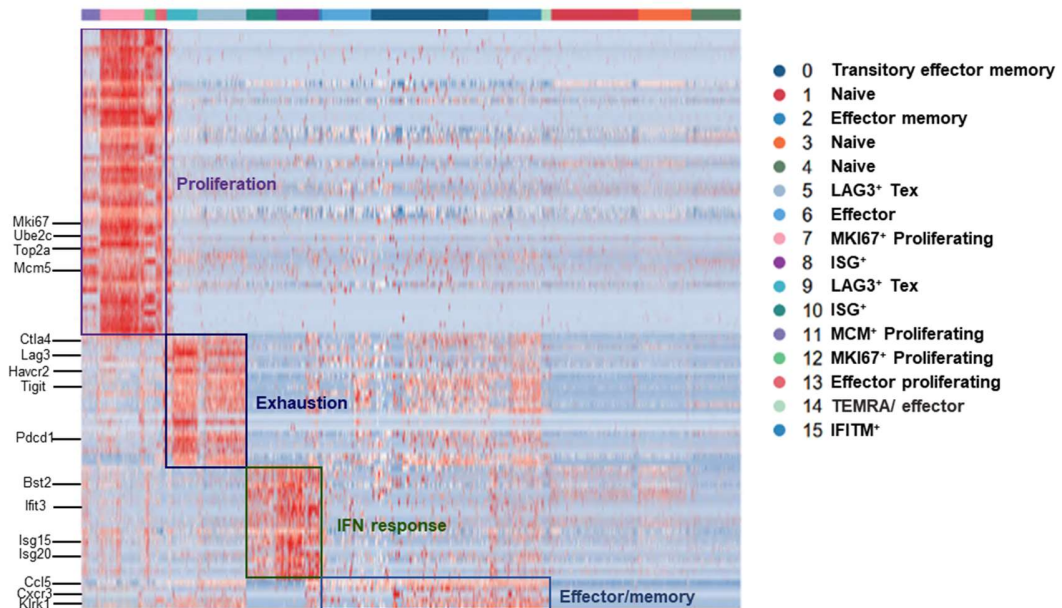 Proliferation
Mki67
Ube2c
Top2a
Mcm5
Ctla4
Lag3
Havcr2
Tigit
Exhaustion
Pdcd1
Bst2
Ifit3
IFN response
Isg15
Isg20
Ccl5
Cxcr3
Klrk1
Effector/memory
0 Transitory effector memory
1 Naive
2 Effector memory
3 Naive
4 Naive
5 LAG3⁺ Tex
6 Effector
7 MKI67⁺ Proliferating
8 ISG⁺
9 LAG3⁺ Tex
10 ISG⁺
11 MCM⁺ Proliferating
12 MKI67⁺ Proliferating
13 Effector proliferating
14 TEMRA/ effector
15 IFITM⁺